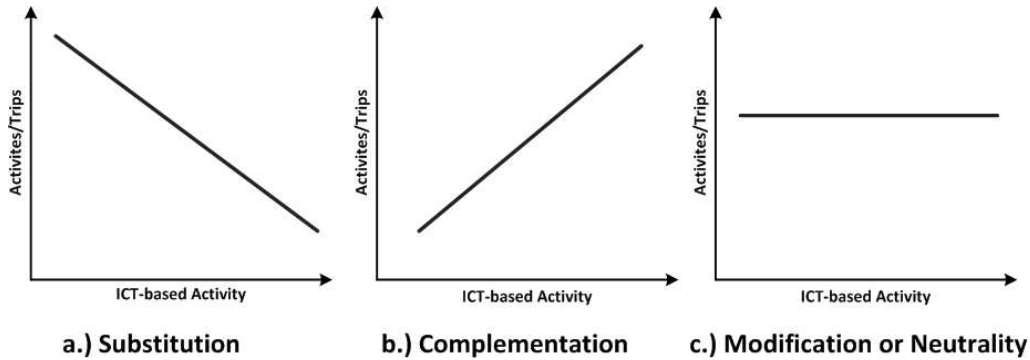 Activites/Trips
ICT-based Activity
a.) Substitution
Activites/Trips
ICT-based Activity
b.) Complementation
Activites/Trips
ICT-based Activity
c.) Modification or Neutrality